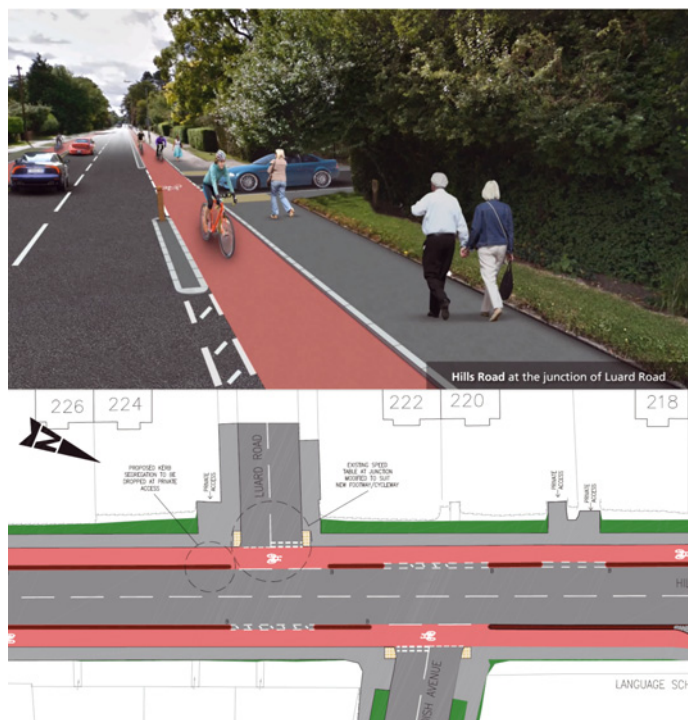 Hills Road at the junction of Luard Road
226
224
222
220
218
N
LUARD ROAD
PROPOSED KERB
SEGREGATION TO BE
DROPPED AT PRIVATE
ACCESS
PRIVATE
ACCESS
EXISTING SPEED
TABLE AT JUNCTION
MODIFIED TO SUIT
NEW FOOTWAY/CYCLEWAY
PRIVATE
ACCESS
PRIVATE
ACCESS
HIL
ISH AVENUE
LANGUAGE SCH